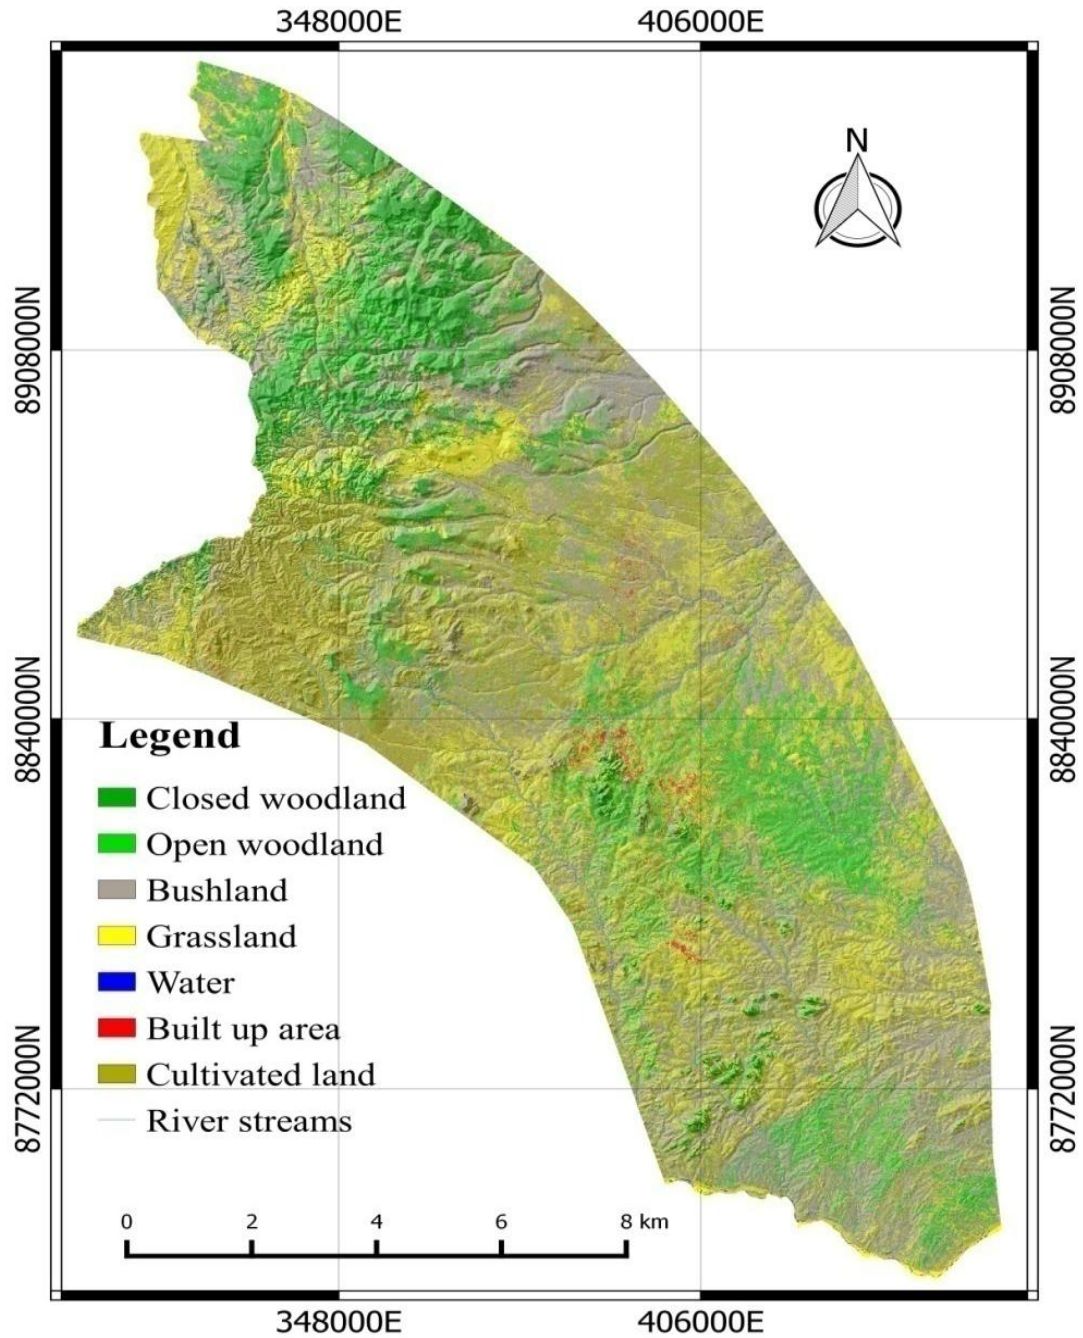 348000E 406000E
N
8908000N
8908000N
8840000N
8840000N
8772000N
8772000N
Legend
Closed woodland
Open woodland
Bushland
Grassland
Water
Built up area
Cultivated land
River streams
0 2 4 6 8 km
348000E 406000E